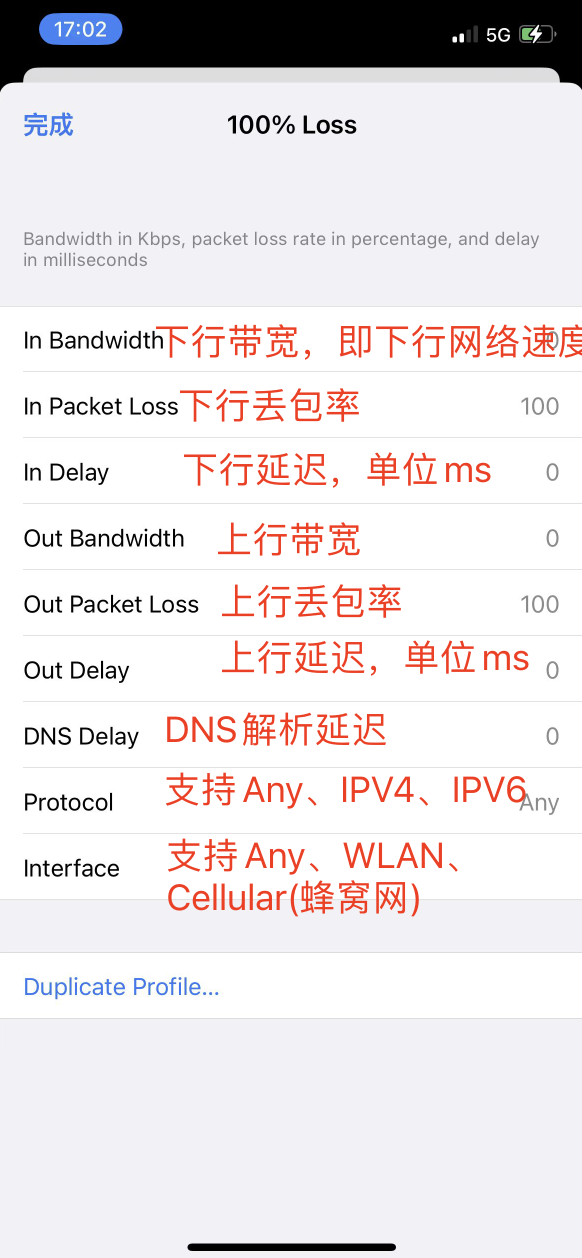 17:02
5G
完成
100% Loss
Bandwidth in Kbps, packet loss rate in percentage, and delay
in milliseconds
In Bandwidth 下行带宽，即下行网络速度 0
In Packet Loss 下行丢包率 100
In Delay 下行延迟，单位ms 0
Out Bandwidth 上行带宽 0
Out Packet Loss 上行丢包率 100
Out Delay 上行延迟，单位ms 0
DNS Delay DNS解析延迟 0
Protocol 支持Any、IPV4、IPV6 Any
Interface 支持Any、WLAN、
Cellular(蜂窝网)
Duplicate Profile...